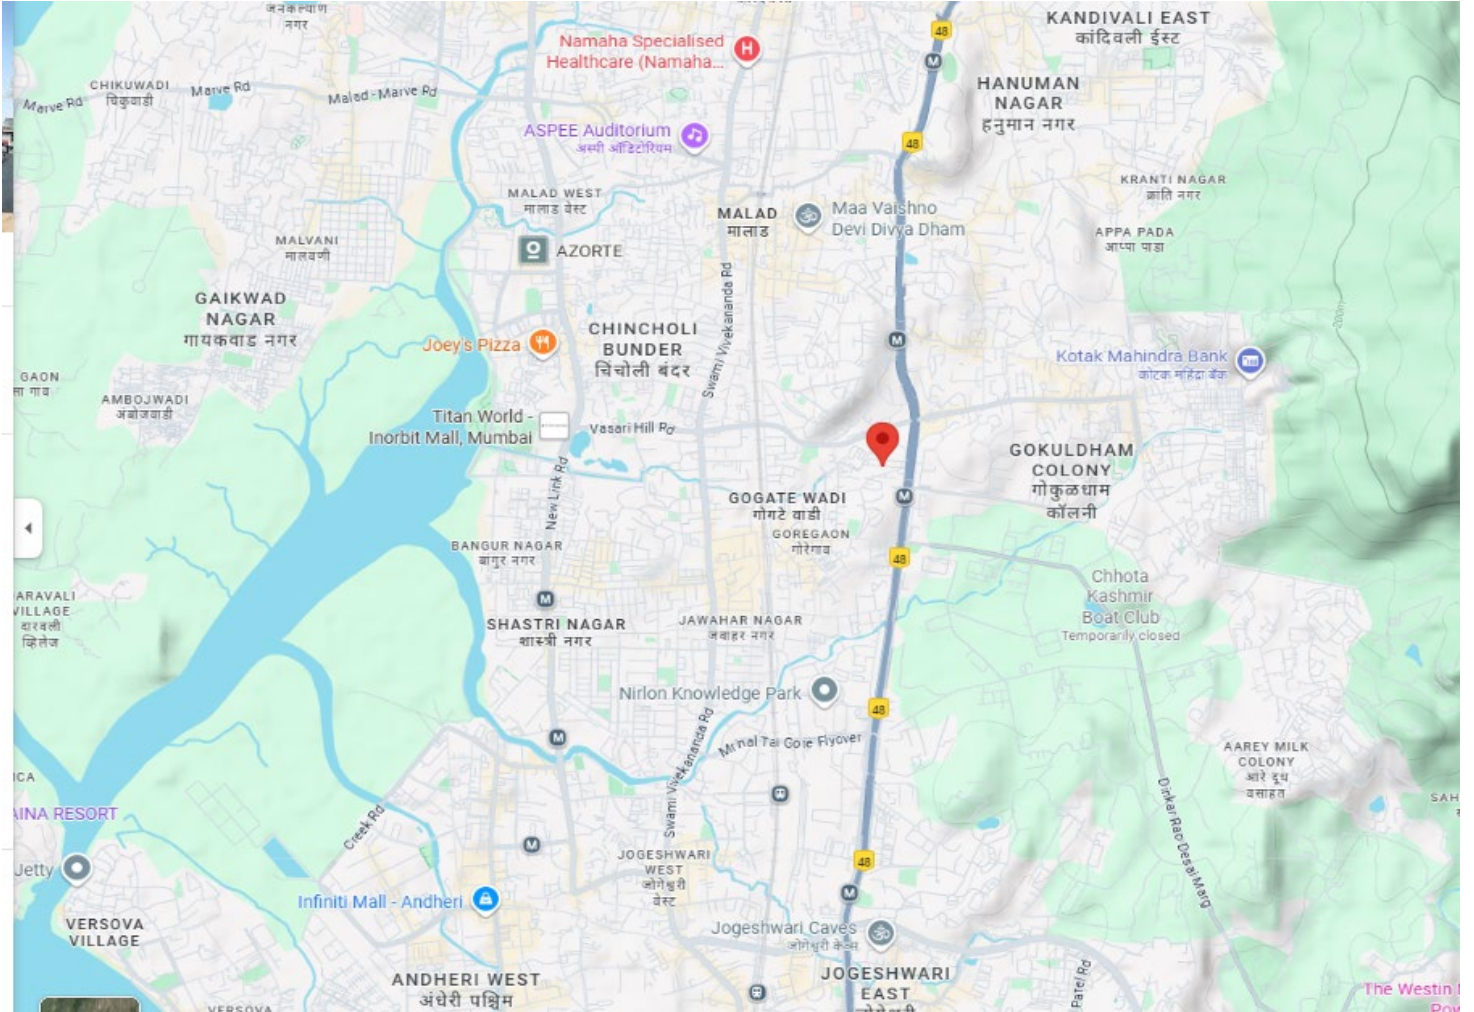 जनकल्याण
नगर
KANDIVALI EAST
कांदिवली ईस्ट
48
Namaha Specialised
Healthcare (Namaha...
H
M
CHIKUWADI
चिकुवाडी
Marve Rd
Marve Rd
Malad - Marve Rd
HANUMAN
NAGAR
हनुमान नगर
ASPEE Auditorium
अस्पी ऑडिटोरियम
48
KRANTI NAGAR
क्रांति नगर
MALAD WEST
मालाड वेस्ट
MALAD
मालाड
Maa Vaishno
Devi Divya Dham
APPA PADA
आप्पा पाडा
MALVANI
मालवणी
AZORTE
GAIKWAD
NAGAR
गायकवाड नगर
Swami Vivekananda Rd
200m
CHINCHOLI
BUNDER
चिंचोली बंदर
Joey's Pizza
M
Kotak Mahindra Bank
कोटक महिंद्रा बँक
GAON
AMBOJWADI
अंबोजवाडी
Titan World -
Inorbit Mall, Mumbai
Vasari Hill Rd
GOKULDHAM
COLONY
गोकुळधाम
कॉलनी
New Link Rd
GOGATE WADI
गोगटे वाडी
M
GOREGAON
गोरेगाव
BANGUR NAGAR
बांगुर नगर
48
Chhota
Kashmir
Boat Club
Temporarily closed
ARAVALI
VILLAGE
दारवली
व्हिलेज
M
SHASTRI NAGAR
शास्त्री नगर
JAWAHAR NAGAR
जवाहर नगर
Nirlon Knowledge Park
48
M
Mrinal Tai Gore Flyover
AAREY MILK
COLONY
आरे दूध
वसाहत
ICA
AINA RESORT
Swami Vivekananda Rd
Dinkar Rao Desai Marg
SAH
Creek Rd
M
JOGESHWARI
WEST
जोगेश्वरी
वेस्ट
48
Jetty
M
Infiniti Mall - Andheri
VERSOVA
VILLAGE
Jogeshwari Caves
जोगेश्वरी केव्स
ANDHERI WEST
अंधेरी पश्चिम
JOGESHWARI
EAST
Patel Rd
The Westin
VERSOVA